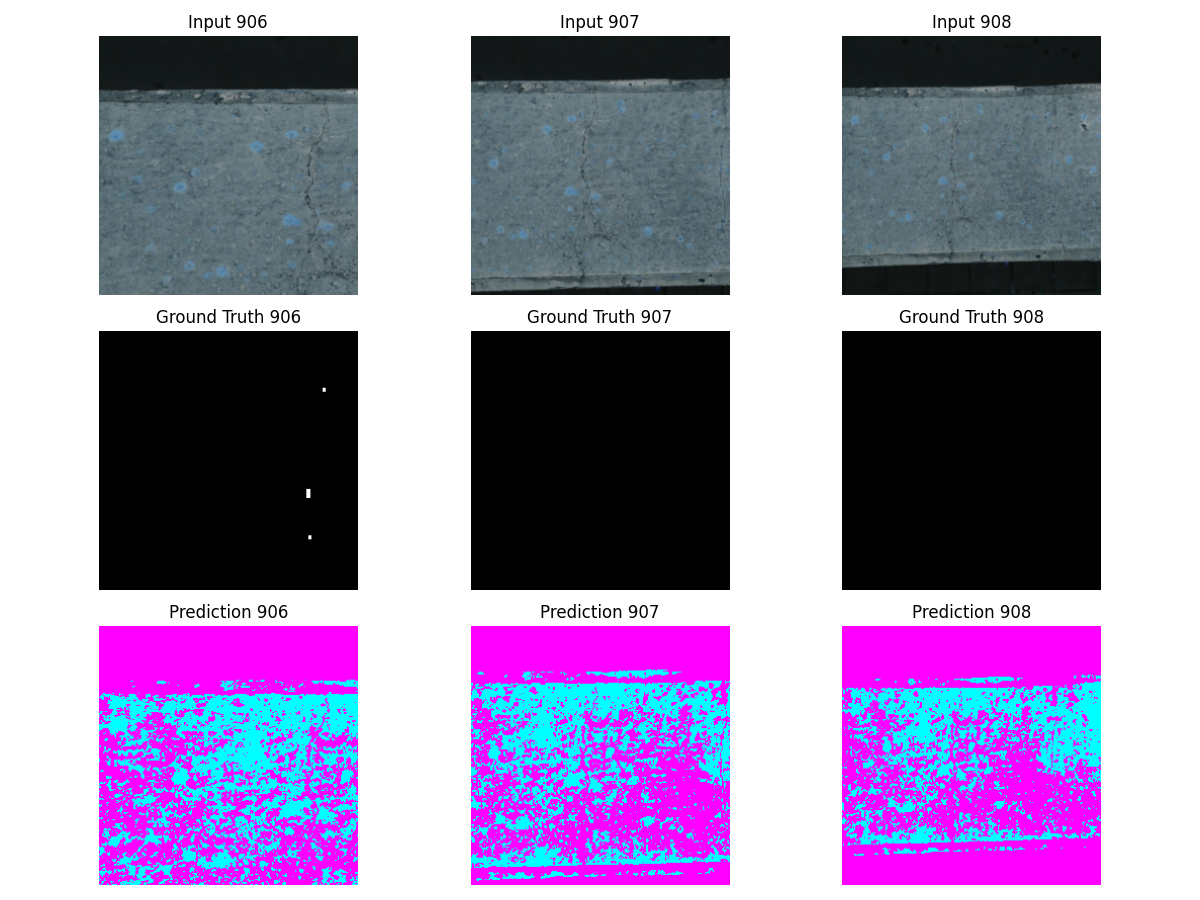 Input 906
Input 907
Input 908
Ground Truth 906
Ground Truth 907
Ground Truth 908
Prediction 906
Prediction 907
Prediction 908